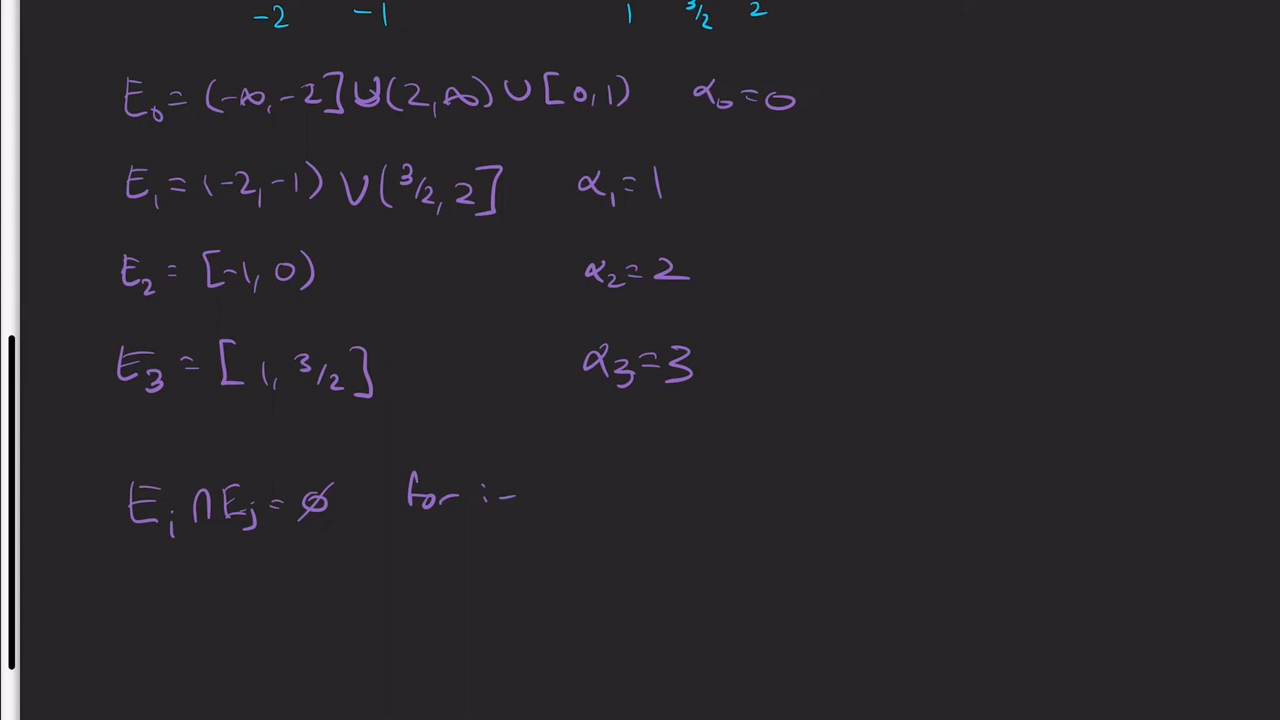 -2 -1 1 3/2 2
E₀ = (-∞, -2] ∪ (2, ∞) ∪ [0, 1) α₀ = 0
E₁ = (-2, -1) ∪ (3/2, 2] α₁ = 1
E₂ = [-1, 0) α₂ = 2
E₃ = [1, 3/2] α₃ = 3
Eᵢ ∩ Eⱼ = ∅ for i -